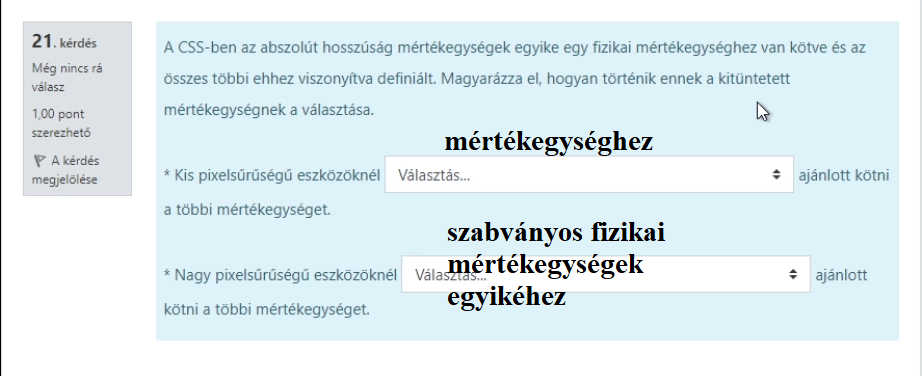 21. kérdés
Még nincs rá
válasz
1,00 pont
szerezhető
A kérdés
megjelölése
A CSS-ben az abszolút hosszúság mértékegységek egyike egy fizikai mértékegységhez van kötve és az
összes többi ehhez viszonyítva definiált. Magyarázza el, hogyan történik ennek a kitüntetett
mértékegységnek a választása.
mértékegységhez
* Kis pixelsűrűségű eszközöknél Választás... ajánlott kötni
a többi mértékegységet.
szabványos fizikai
mértékegységek
egyikéhez
* Nagy pixelsűrűségű eszközöknél Választás... ajánlott
kötni a többi mértékegységet.